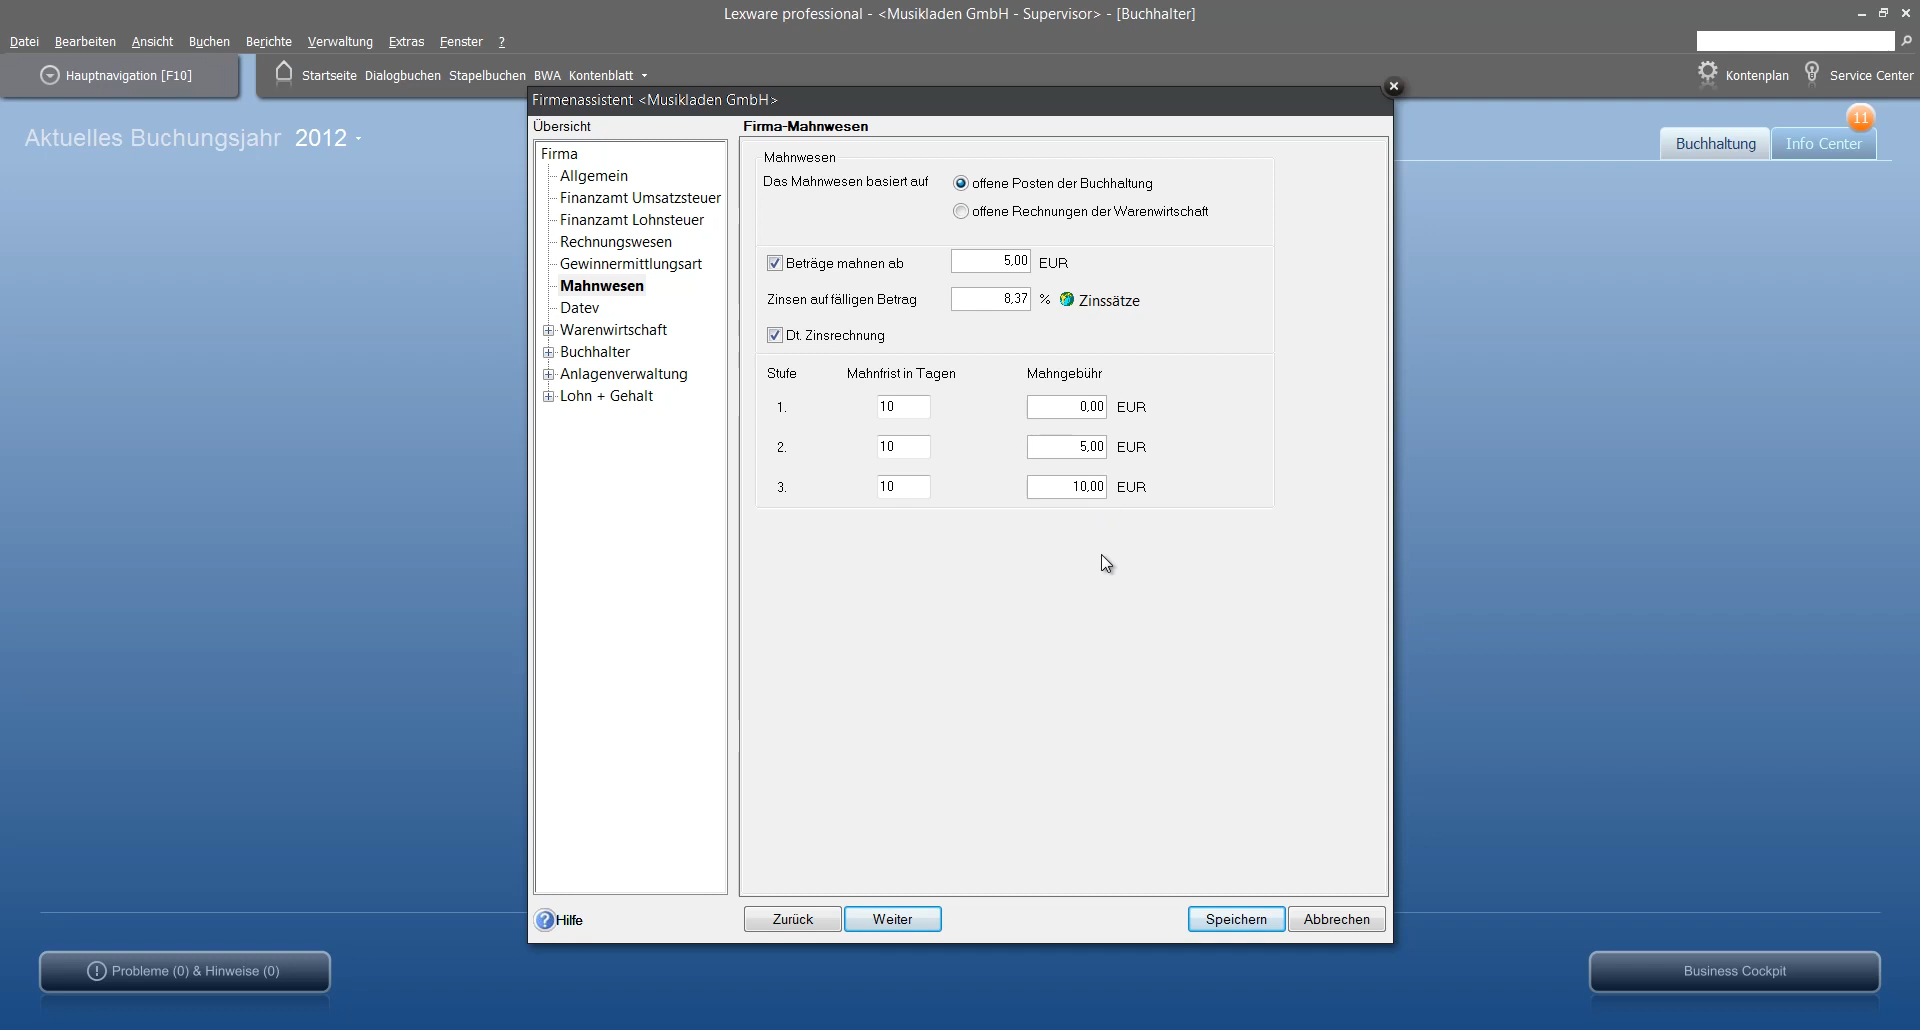 Lexware professional - <Musikladen GmbH - Supervisor> - [Buchhalter]
Datei Bearbeiten Ansicht Buchen Berichte Verwaltung Extras Fenster ?
Hauptnavigation [F10] Startseite Dialogbuchen Stapelbuchen BWA Kontenblatt Kontenplan Service Center
Aktuelles Buchungsjahr 2012
11
Buchhaltung Info Center
Firmenassistent <Musikladen GmbH>
Übersicht
Firma
Allgemein
Finanzamt Umsatzsteuer
Finanzamt Lohnsteuer
Rechnungswesen
Gewinnermittlungsart
Mahnwesen
Datev
Warenwirtschaft
Buchhalter
Anlagenverwaltung
Lohn + Gehalt
Firma-Mahnwesen
Mahnwesen
Das Mahnwesen basiert auf offene Posten der Buchhaltung
offene Rechnungen der Warenwirtschaft
Beträge mahnen ab 5,00 EUR
Zinsen auf fälligen Betrag 8,37 % Zinssätze
Dt. Zinsrechnung
Stufe Mahnfrist in Tagen Mahngebühr
1. 10 0,00 EUR
2. 10 5,00 EUR
3. 10 10,00 EUR
? Hilfe Zurück Weiter Speichern Abbrechen
! Probleme (0) & Hinweise (0) Business Cockpit